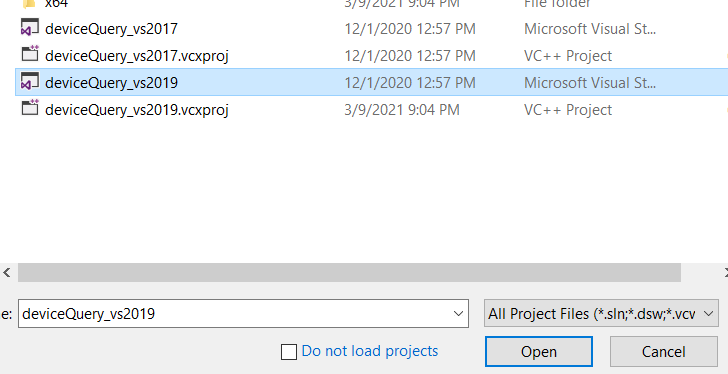 x64 3/9/2021 9:04 PM File folder
deviceQuery_vs2017 12/1/2020 12:57 PM Microsoft Visual St...
deviceQuery_vs2017.vcxproj 12/1/2020 12:57 PM VC++ Project
deviceQuery_vs2019 12/1/2020 12:57 PM Microsoft Visual St...
deviceQuery_vs2019.vcxproj 3/9/2021 9:04 PM VC++ Project
e: deviceQuery_vs2019 All Project Files (*.sln;*.dsw;*.vcw
Do not load projects Open Cancel